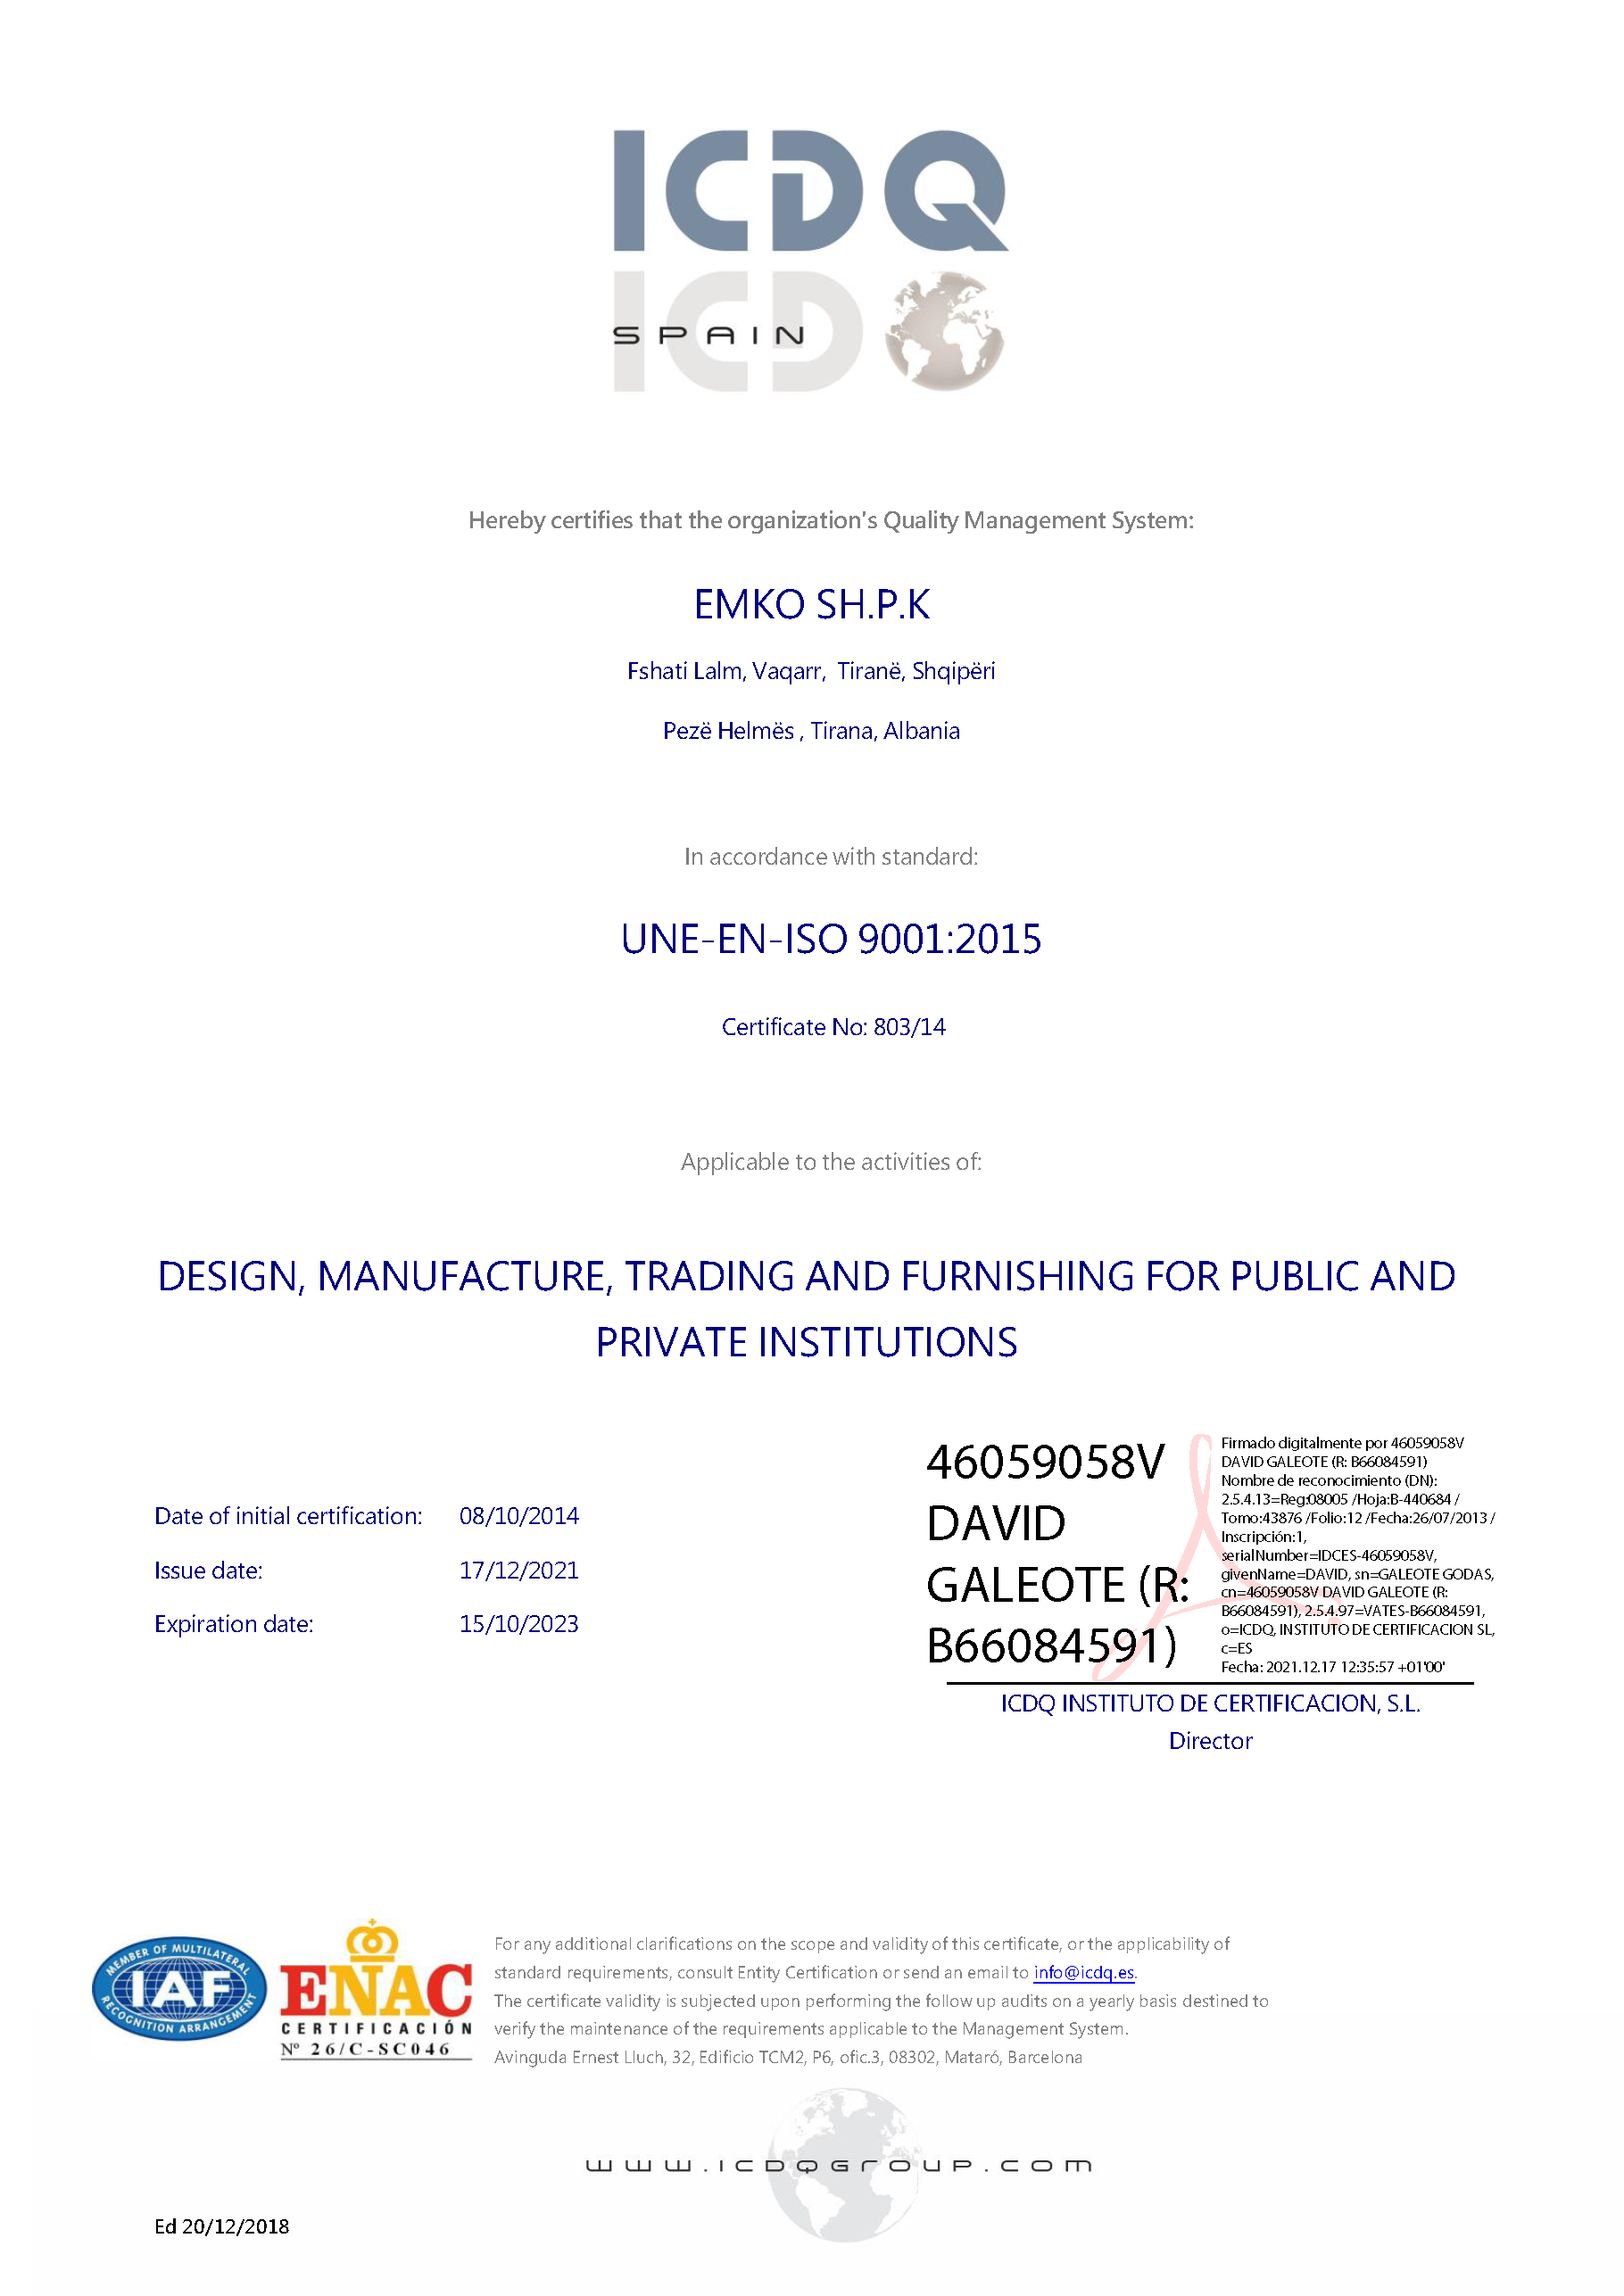 ICDQ
SPAIN
Hereby certifies that the organization's Quality Management System:
EMKO SH.P.K
Fshati Lalm, Vaqarr, Tiranë, Shqipëri
Pezë Helmës , Tirana, Albania
In accordance with standard:
UNE-EN-ISO 9001:2015
Certificate No: 803/14
Applicable to the activities of:
DESIGN, MANUFACTURE, TRADING AND FURNISHING FOR PUBLIC AND
PRIVATE INSTITUTIONS
Date of initial certification: 08/10/2014
Issue date: 17/12/2021
Expiration date: 15/10/2023
46059058V
DAVID
GALEOTE (R:
B66084591)
Firmado digitalmente por 46059058V
DAVID GALEOTE (R: B66084591)
Nombre de reconocimiento (DN):
2.5.4.13=Reg:08005 /Hoja:B-440684 /
Tomo:43876 /Folio:12 /Fecha:26/07/2013 /
Inscripción:1,
serialNumber=IDCES-46059058V,
givenName=DAVID, sn=GALEOTE GODAS,
cn=46059058V DAVID GALEOTE (R:
B66084591), 2.5.4.97=VATES-B66084591,
o=ICDQ, INSTITUTO DE CERTIFICACION SL,
c=ES
Fecha: 2021.12.17 12:35:57 +01'00'
ICDQ INSTITUTO DE CERTIFICACION, S.L.
Director
MEMBER OF MULTILATERAL
IAF
RECOGNITION ARRANGEMENT
ENAC
CERTIFICACIÓN
Nº 26/C-SC046
For any additional clarifications on the scope and validity of this certificate, or the applicability of
standard requirements, consult Entity Certification or send an email to info@icdq.es.
The certificate validity is subjected upon performing the follow up audits on a yearly basis destined to
verify the maintenance of the requirements applicable to the Management System.
Avinguda Ernest Lluch, 32, Edificio TCM2, P6, ofic.3, 08302, Mataró, Barcelona
www.icdqgroup.com
Ed 20/12/2018